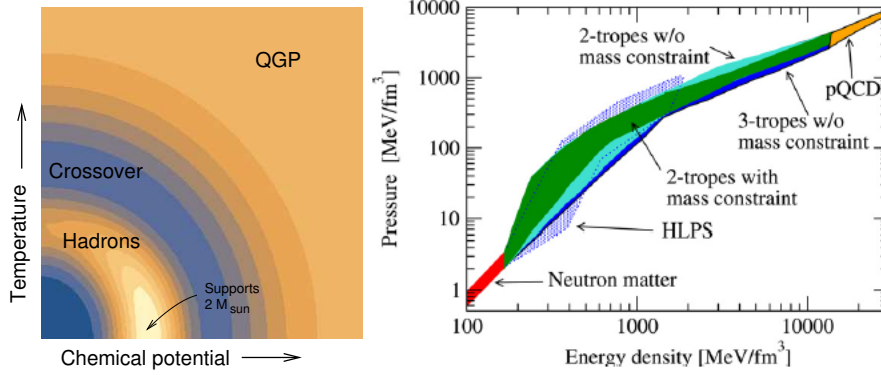 QGP
Crossover
Hadrons
Supports
2 M sun
Temperature
Chemical potential
10000
1000
100
10
1
Pressure [MeV/fm³]
2-tropes w/o
mass constraint
pQCD
3-tropes w/o
mass constraint
2-tropes with
mass constraint
HLPS
Neutron matter
100
1000
10000
Energy density [MeV/fm³]